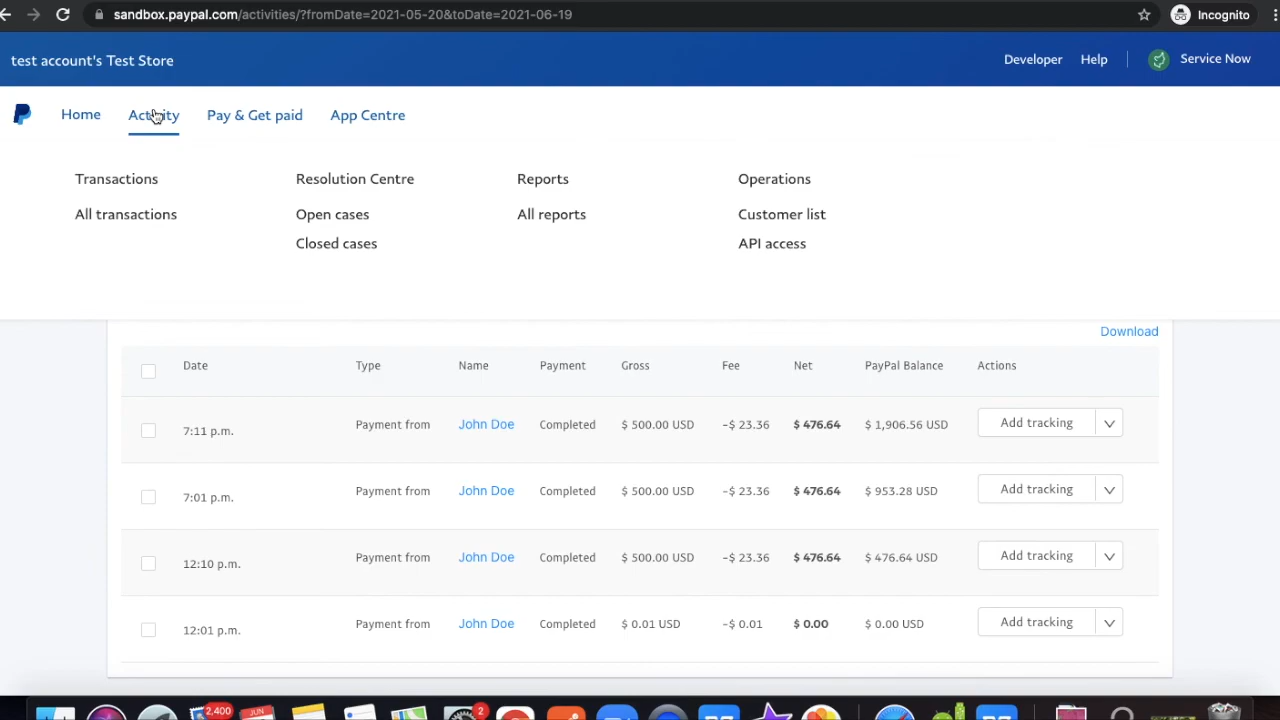 sandbox.paypal.com/activities/?fromDate=2021-05-20&toDate=2021-06-19 Incognito
test account's Test Store Developer Help Service Now
Home Activity Pay & Get paid App Centre
Transactions Resolution Centre Reports Operations
All transactions Open cases All reports Customer list
Closed cases API access
Download
Date Type Name Payment Gross Fee Net PayPal Balance Actions
7:11 p.m. Payment from John Doe Completed $ 500.00 USD -$ 23.36 $ 476.64 $ 1,906.56 USD Add tracking
7:01 p.m. Payment from John Doe Completed $ 500.00 USD -$ 23.36 $ 476.64 $ 953.28 USD Add tracking
12:10 p.m. Payment from John Doe Completed $ 500.00 USD -$ 23.36 $ 476.64 $ 476.64 USD Add tracking
12:01 p.m. Payment from John Doe Completed $ 0.01 USD -$ 0.01 $ 0.00 $ 0.00 USD Add tracking
2,400 JUN 2